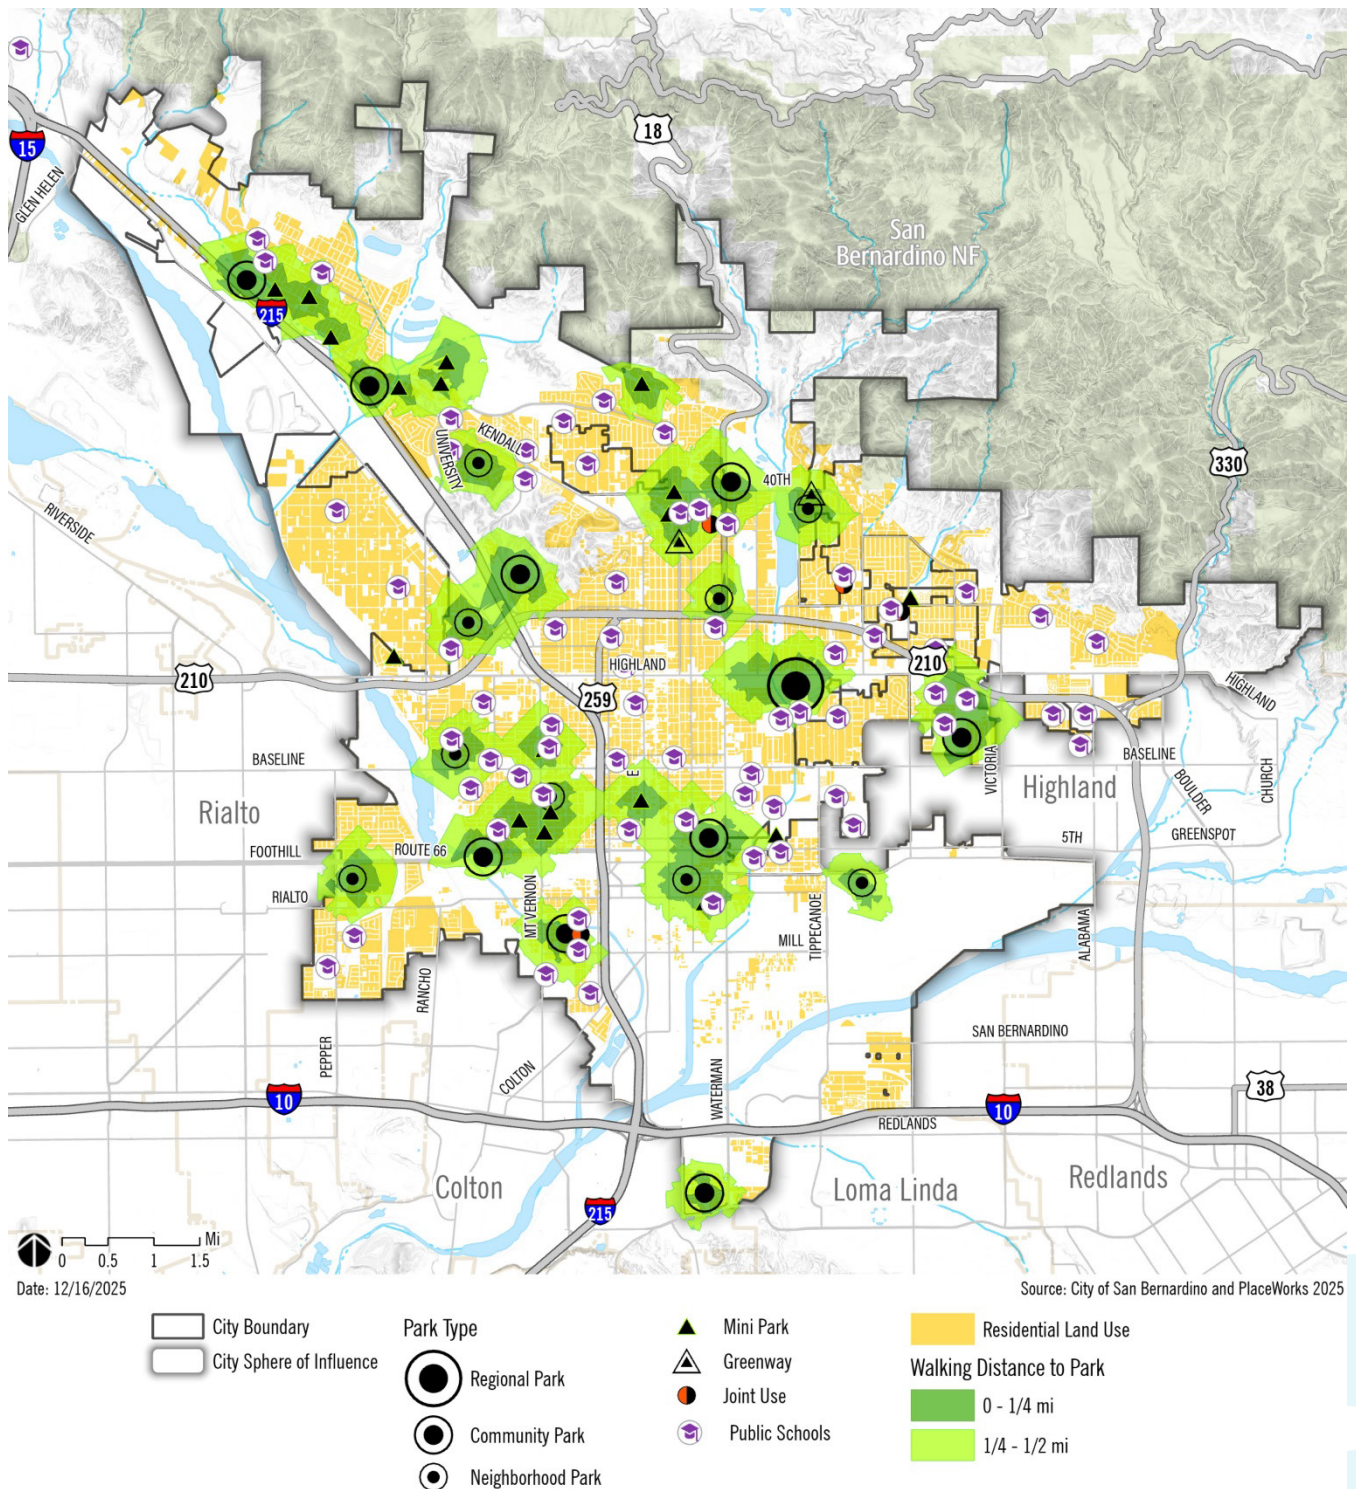 15
GLEN HELEN
18
San
Bernardino NF
215
UNIVERSITY
KENDALL
40TH
330
RIVERSIDE
210
HIGHLAND
259
210
HIGHLAND
BASELINE
E
VICTORIA
BASELINE
BOULDER
CHURCH
Rialto
Highland
FOOTHILL
ROUTE 66
5TH
GREENSPOT
RIALTO
MT VERNON
MILL
TIPPECANOE
ALABAMA
RANCHO
PEPPER
COLTON
WATERMAN
SAN BERNARDINO
10
38
10
REDLANDS
Colton
Loma Linda
Redlands
215
Mi
0 0.5 1 1.5
Date: 12/16/2025
Source: City of San Bernardino and PlaceWorks 2025
City Boundary
City Sphere of Influence
Park Type
Regional Park
Community Park
Neighborhood Park
Mini Park
Greenway
Joint Use
Public Schools
Residential Land Use
Walking Distance to Park
0 - 1/4 mi
1/4 - 1/2 mi